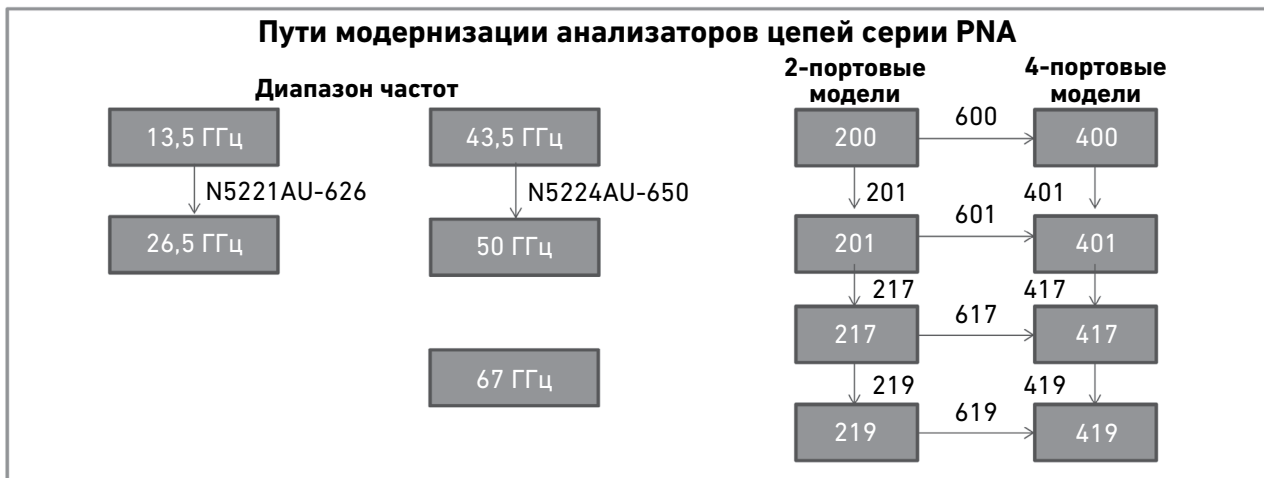 Пути модернизации анализаторов цепей серии PNA
Диапазон частот
13,5 ГГц
N5221AU-626
26,5 ГГц
43,5 ГГц
N5224AU-650
50 ГГц
67 ГГц
2-портовые
модели
4-портовые
модели
200
600
400
201
401
201
601
401
217
417
217
617
417
219
419
219
619
419